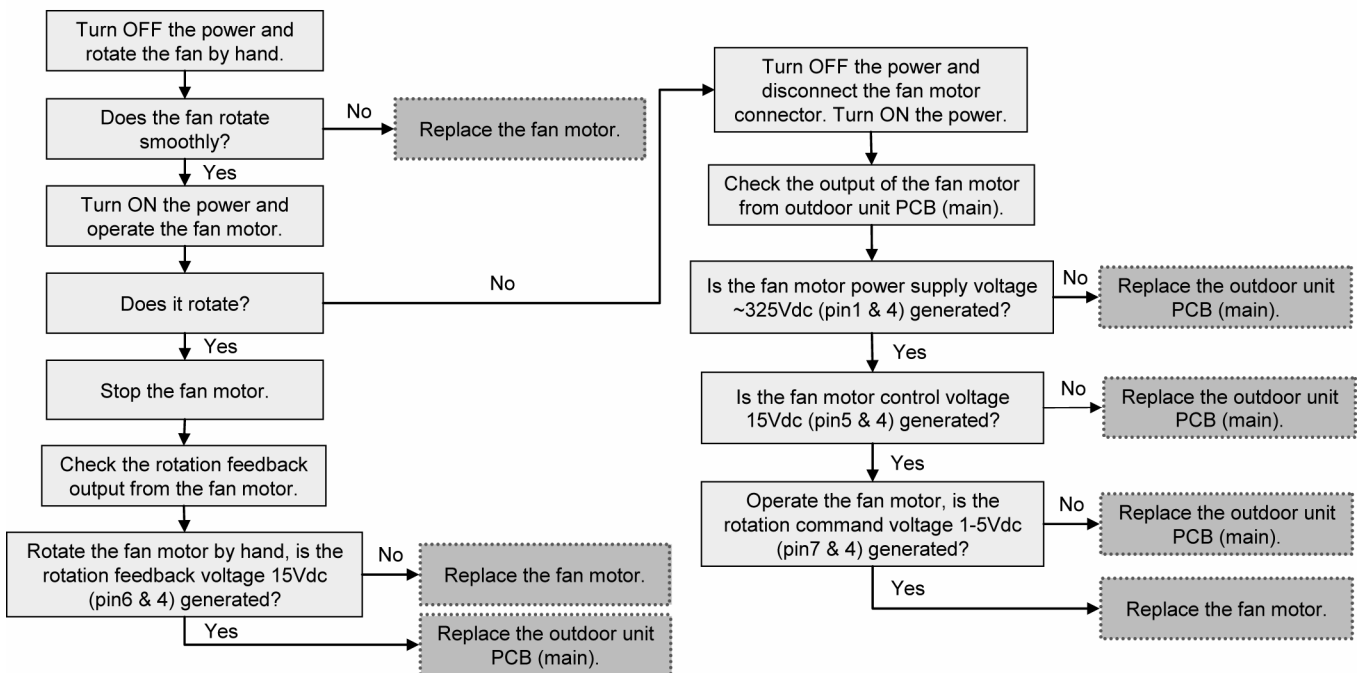 Turn OFF the power and
rotate the fan by hand.
Does the fan rotate
smoothly?
No
Replace the fan motor.
Yes
Turn ON the power and
operate the fan motor.
Does it rotate?
No
Yes
Stop the fan motor.
Check the rotation feedback
output from the fan motor.
Rotate the fan motor by hand, is the
rotation feedback voltage 15Vdc
(pin6 & 4) generated?
No
Replace the fan motor.
Yes
Replace the outdoor unit
PCB (main).
Turn OFF the power and
disconnect the fan motor
connector. Turn ON the power.
Check the output of the fan motor
from outdoor unit PCB (main).
Is the fan motor power supply voltage
~325Vdc (pin1 & 4) generated?
No
Replace the outdoor unit
PCB (main).
Yes
Is the fan motor control voltage
15Vdc (pin5 & 4) generated?
No
Replace the outdoor unit
PCB (main).
Yes
Operate the fan motor, is the
rotation command voltage 1-5Vdc
(pin7 & 4) generated?
No
Replace the outdoor unit
PCB (main).
Yes
Replace the fan motor.